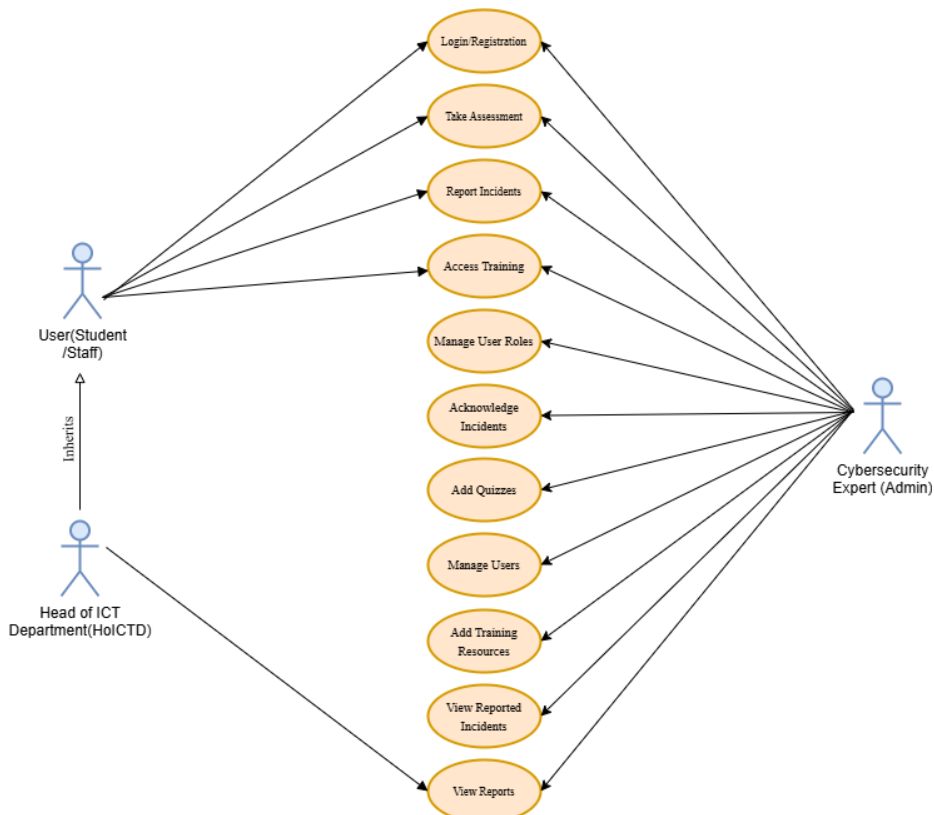 Login/Registration
Take Assessment
Report Incidents
Access Training
User(Student
/Staff)
Manage User Roles
Acknowledge
Incidents
Inherits
Cybersecurity
Expert (Admin)
Add Quizzes
Manage Users
Head of ICT
Department(HoICTD)
Add Training
Resources
View Reported
Incidents
View Reports